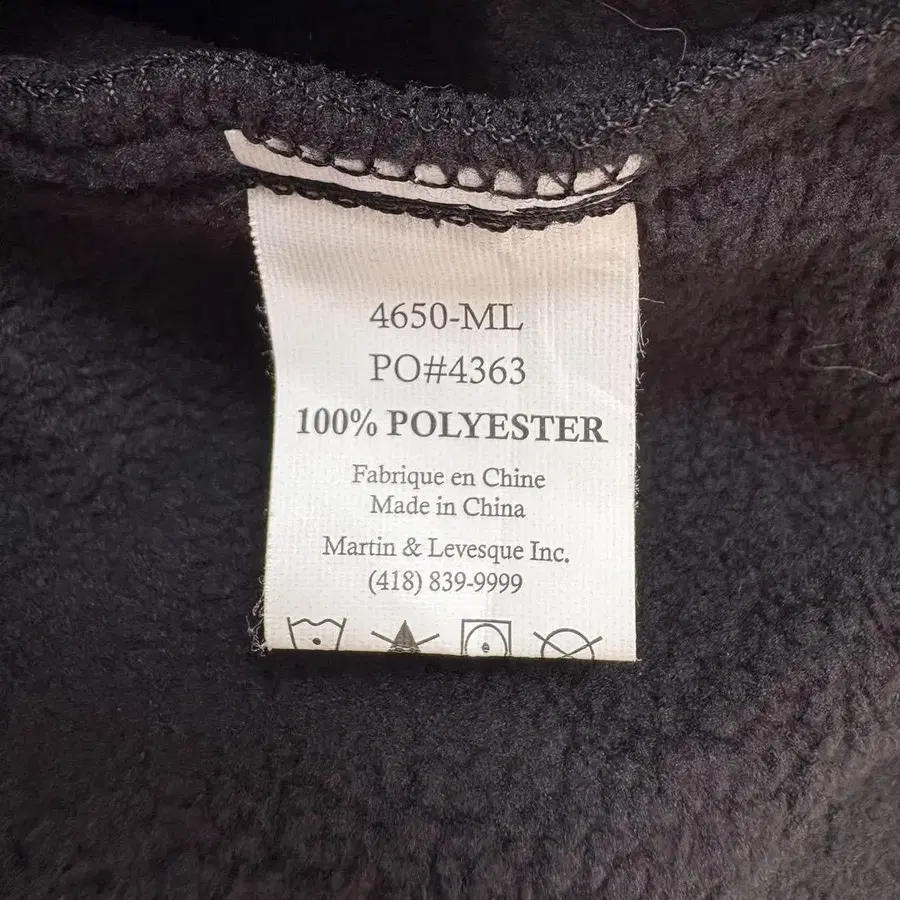 4650-ML
PO#4363
100% POLYESTER
Fabrique en Chine
Made in China
Martin & Levesque Inc.
(418) 839-9999